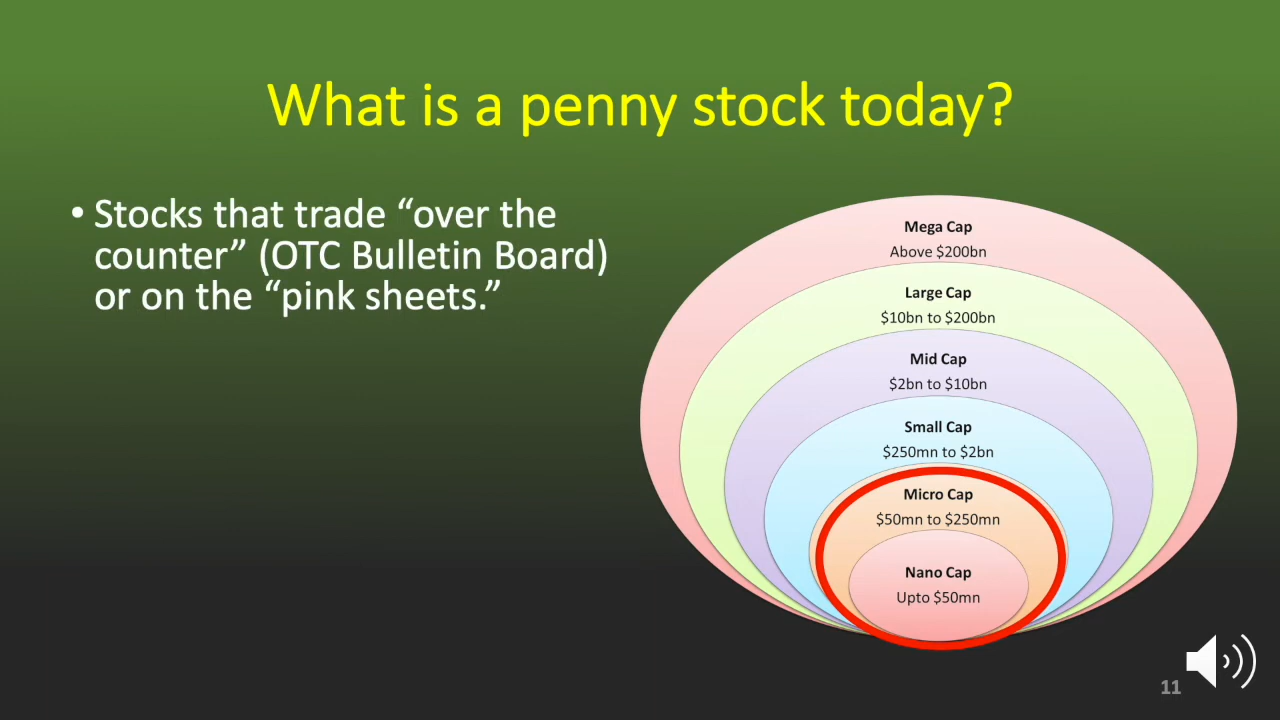 What is a penny stock today?
• Stocks that trade “over the
counter” (OTC Bulletin Board)
or on the “pink sheets.”
Mega Cap
Above $200bn
Large Cap
$10bn to $200bn
Mid Cap
$2bn to $10bn
Small Cap
$250mn to $2bn
Micro Cap
$50mn to $250mn
Nano Cap
Upto $50mn
11